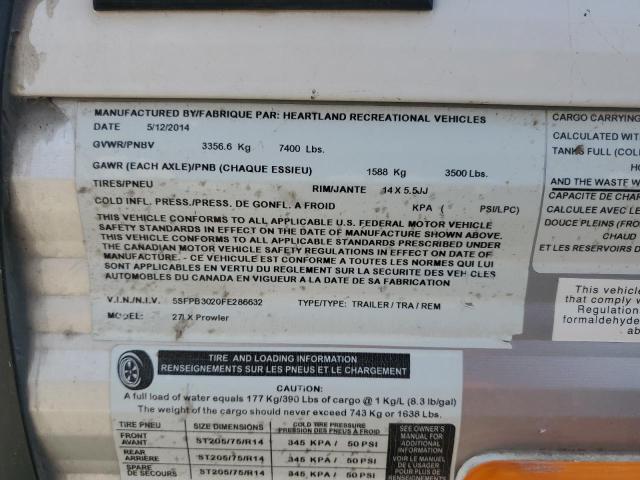 MANUFACTURED BY/FABRIQUE PAR: HEARTLAND RECREATIONAL VEHICLES
DATE 5/12/2014
GVWR/PNBV 3356.6 Kg 7400 Lbs.
GAWR (EACH AXLE)/PNB (CHAQUE ESSIEU) 1588 Kg 3500 Lbs.
TIRES/PNEU RIM/JANTE 14 X 5.5JJ
COLD INFL. PRESS./PRESS. DE GONFL. A FROID KPA ( PSI/LPC)
THIS VEHICLE CONFORMS TO ALL APPLICABLE U.S. FEDERAL MOTOR VEHICLE
SAFETY STANDARDS IN EFFECT ON THE DATE OF MANUFACTURE SHOWN ABOVE.
THIS VEHICLE CONFORMS TO ALL APPLICABLE STANDARDS PRESCRIBED UNDER
THE CANADIAN MOTOR VEHICLE SAFETY REGULATIONS IN EFFECT ON THE DATE OF
MANUFACTURE. - CE VEHICULE EST CONFORME A TOUTES LES NORMES QUI LUI
SONT APPLICABLES EN VERTU DU REGLEMENT SUR LA SECURITE DES VEHICLES
AUTOMOBILES DU CANADA EN VIGUEUR A LA DATE DE SA FABRICATION
V.I.N./N.I.V. 5SFPB3020FE286632 TYPE/TYPE: TRAILER / TRA / REM
MODEL: 27LX Prowler
CARGO CARRYING
CALCULATED WITH
TANKS FULL (COL
HO
AND THE WASTE W
CAPACITE DE CHAR
CALCULEE AVEC LE
DOUCE PLEINS (FRO
CHAUD
ET LES RESERVOIRS D
This vehicl
that comply w
Regulation
formaldehyd
ab
TIRE AND LOADING INFORMATION
RENSEIGNEMENTS SUR LES PNEUS ET LE CHARGEMENT
CAUTION:
A full load of water equals 177 Kg/390 Lbs of cargo @ 1 Kg/L (8.3 lb/gal)
The weight of the cargo should never exceed 743 Kg or 1638 Lbs.
TIRE PNEU SIZE DIMENSIONS COLD TIRE PRESSURE
PRESSION DES PNEUS À FROID
FRONT
AVANT ST205/75/R14 345 KPA / 50 PSI
REAR
ARRIÈRE ST205/75/R14 345 KPA / 50 PSI
SPARE
DE SECOURS ST205/75/R14 345 KPA / 50 PSI
SEE OWNER'S
MANUAL FOR
ADDITIONAL
INFORMATION
VOIR LE MANUEL
DE L'USAGER
POUR PLUS DE
RENSEIGNEMENTS